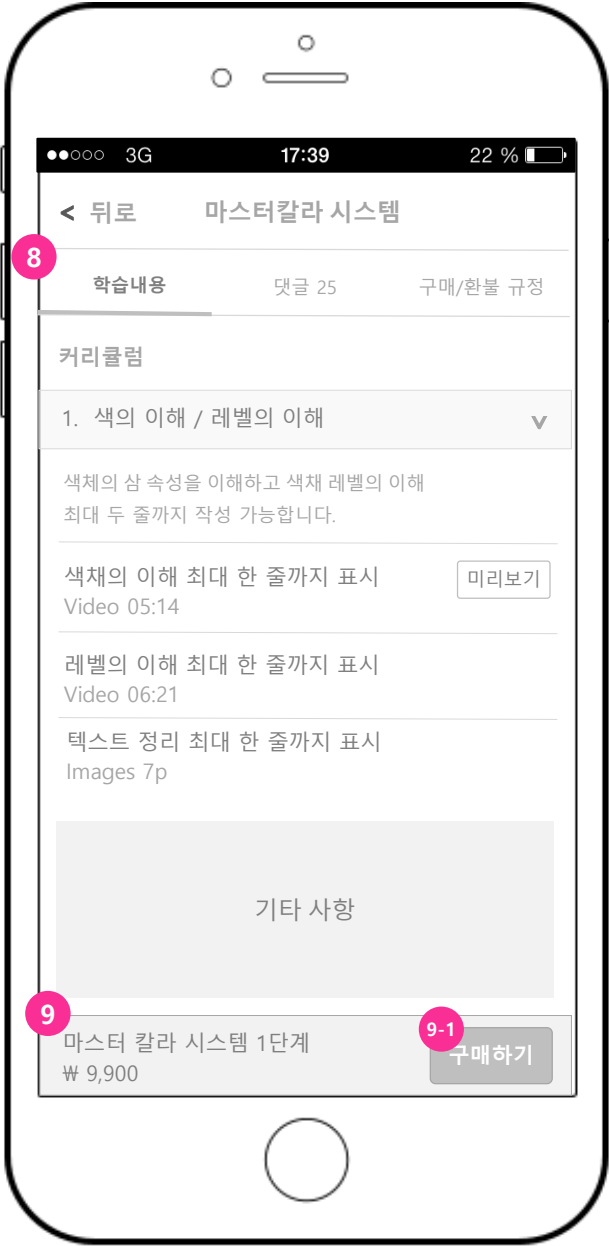 3G 17:39 22 %
< 뒤로 마스터칼라 시스템
8
학습내용 댓글 25 구매/환불 규정
커리큘럼
1. 색의 이해 / 레벨의 이해 v
색체의 삼 속성을 이해하고 색채 레벨의 이해
최대 두 줄까지 작성 가능합니다.
색채의 이해 최대 한 줄까지 표시 미리보기
Video 05:14
레벨의 이해 최대 한 줄까지 표시
Video 06:21
텍스트 정리 최대 한 줄까지 표시
Images 7p
기타 사항
9
9-1
마스터 칼라 시스템 1단계 구매하기
₩ 9,900